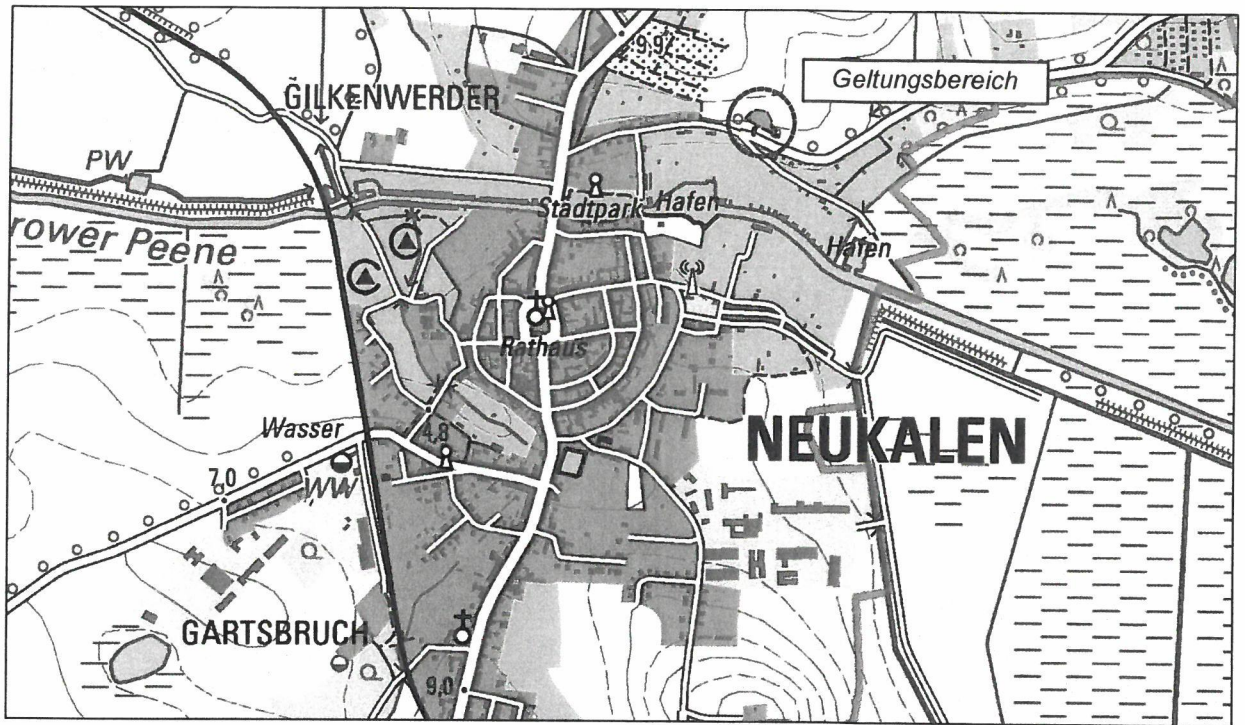 9,92
Geltungsbereich
GILKENWERDER
PW
Stadtpark
Hafen
rower Peene
Hafen
Rathaus
Wasser
4,8
NEUKALEN
7,0
WW
GARTSBRUCH
9,0